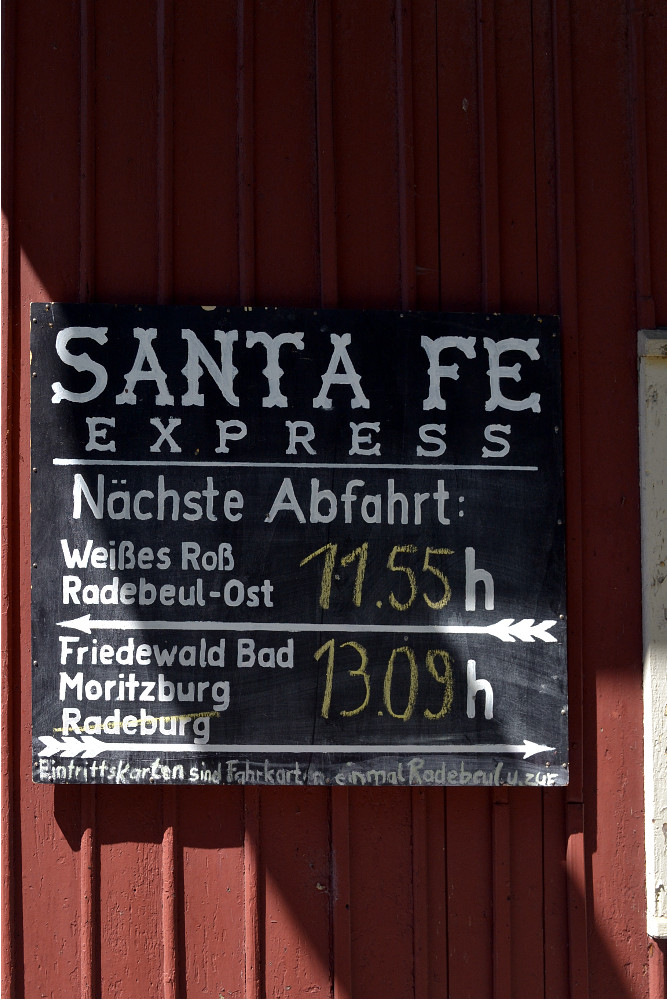 SANTA FE
EXPRESS
Nächste Abfahrt:
Weißes Roß
Radebeul-Ost
11.55 h
Friedewald Bad
Moritzburg
Radeburg
13.09 h
Eintrittskarten sind Fahrkarten einmal Radebeul u. zur